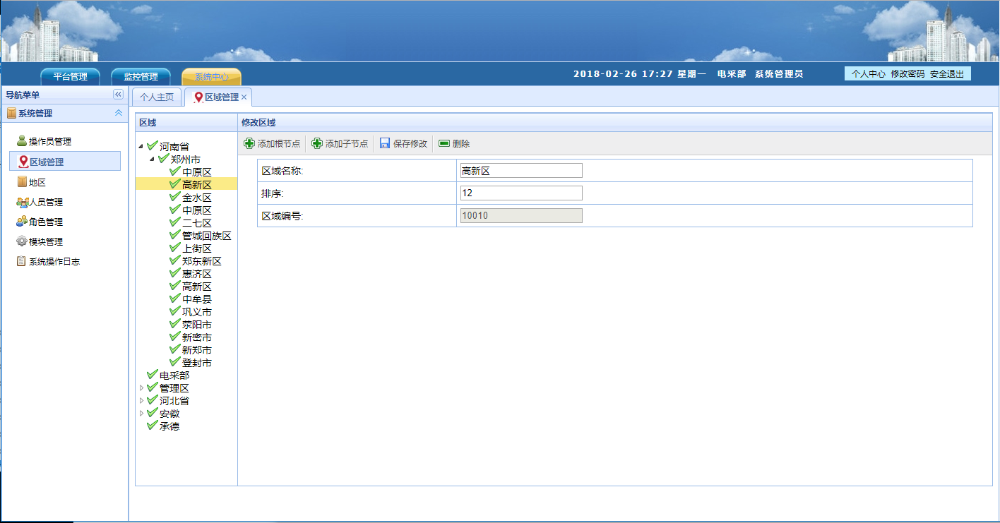 平台管理 监控管理 系统中心 2018-02-26 17:27 星期一 电采部 系统管理员 个人中心 修改密码 安全退出
导航菜单
系统管理
操作员管理
区域管理
地区
人员管理
角色管理
模块管理
系统操作日志
个人主页 区域管理
区域
河南省
郑州市
中原区
高新区
金水区
中原区
二七区
管城回族区
上街区
郑东新区
惠济区
高新区
中牟县
巩义市
荥阳市
新密市
新郑市
登封市
电采部
管理区
河北省
安徽
承德
修改区域
添加根节点 添加子节点 保存修改 删除
区域名称: 高新区
排序: 12
区域编号: 10010